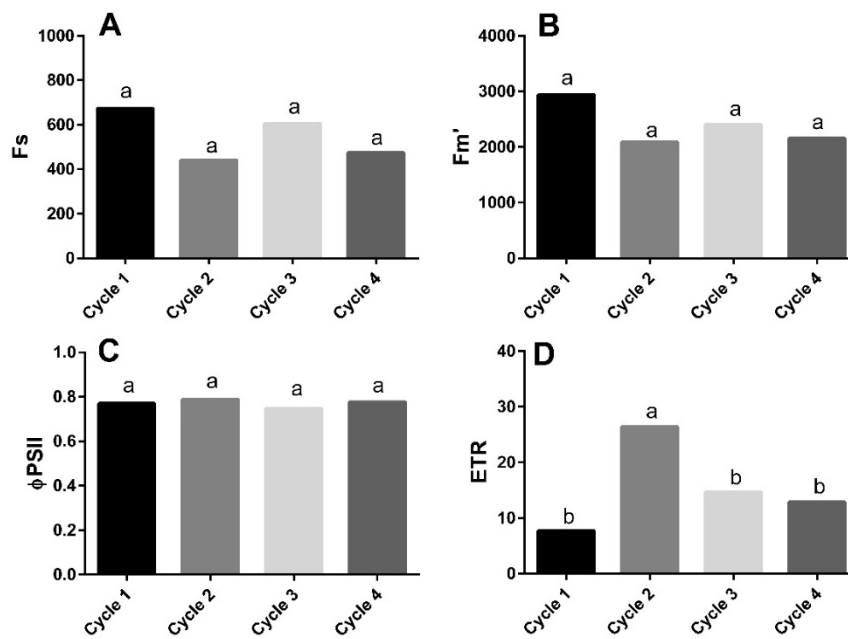 A
1000
800
600
400
200
0
Fs
a
a
a
a
Cycle 1
Cycle 2
Cycle 3
Cycle 4
B
4000
3000
2000
1000
0
Fm'
a
a
a
a
Cycle 1
Cycle 2
Cycle 3
Cycle 4
C
1.0
0.8
0.6
0.4
0.2
0.0
ϕPSII
a
a
a
a
Cycle 1
Cycle 2
Cycle 3
Cycle 4
D
40
30
20
10
0
ETR
b
a
b
b
Cycle 1
Cycle 2
Cycle 3
Cycle 4